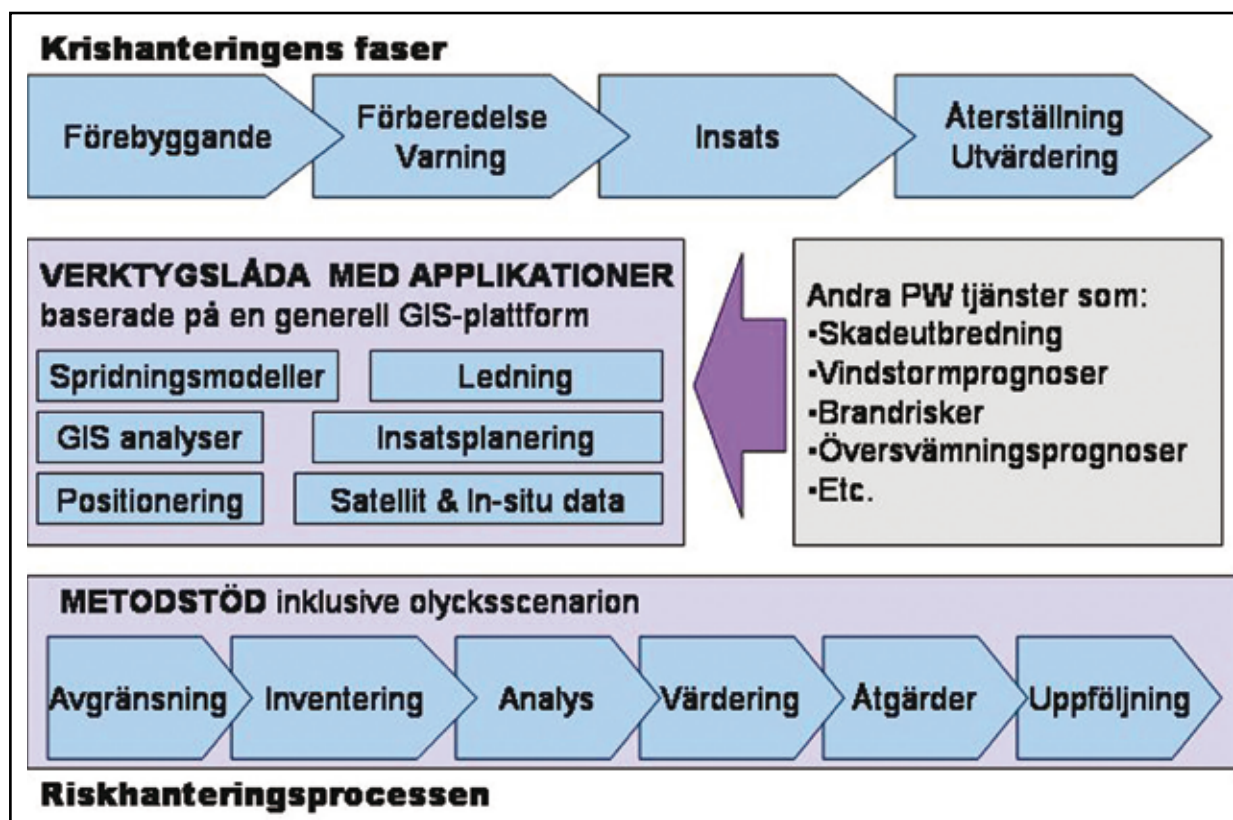 Krishanteringens faser
Förebyggande
Förberedelse
Varning
Insats
Återställning
Utvärdering
VERKTYGSLÅDA MED APPLIKATIONER
baserade på en generell GIS-plattform
Spridningsmodeller
Ledning
GIS analyser
Insatsplanering
Positionering
Satellit & In-situ data
Andra PW tjänster som:
▪Skadeutbredning
▪Vindstormprognoser
▪Brandrisker
▪Översvämningsprognoser
▪Etc.
METODSTÖD inklusive olycksscenarion
Avgränsning
Inventering
Analys
Värdering
Åtgärder
Uppföljning
Riskhanteringsprocessen